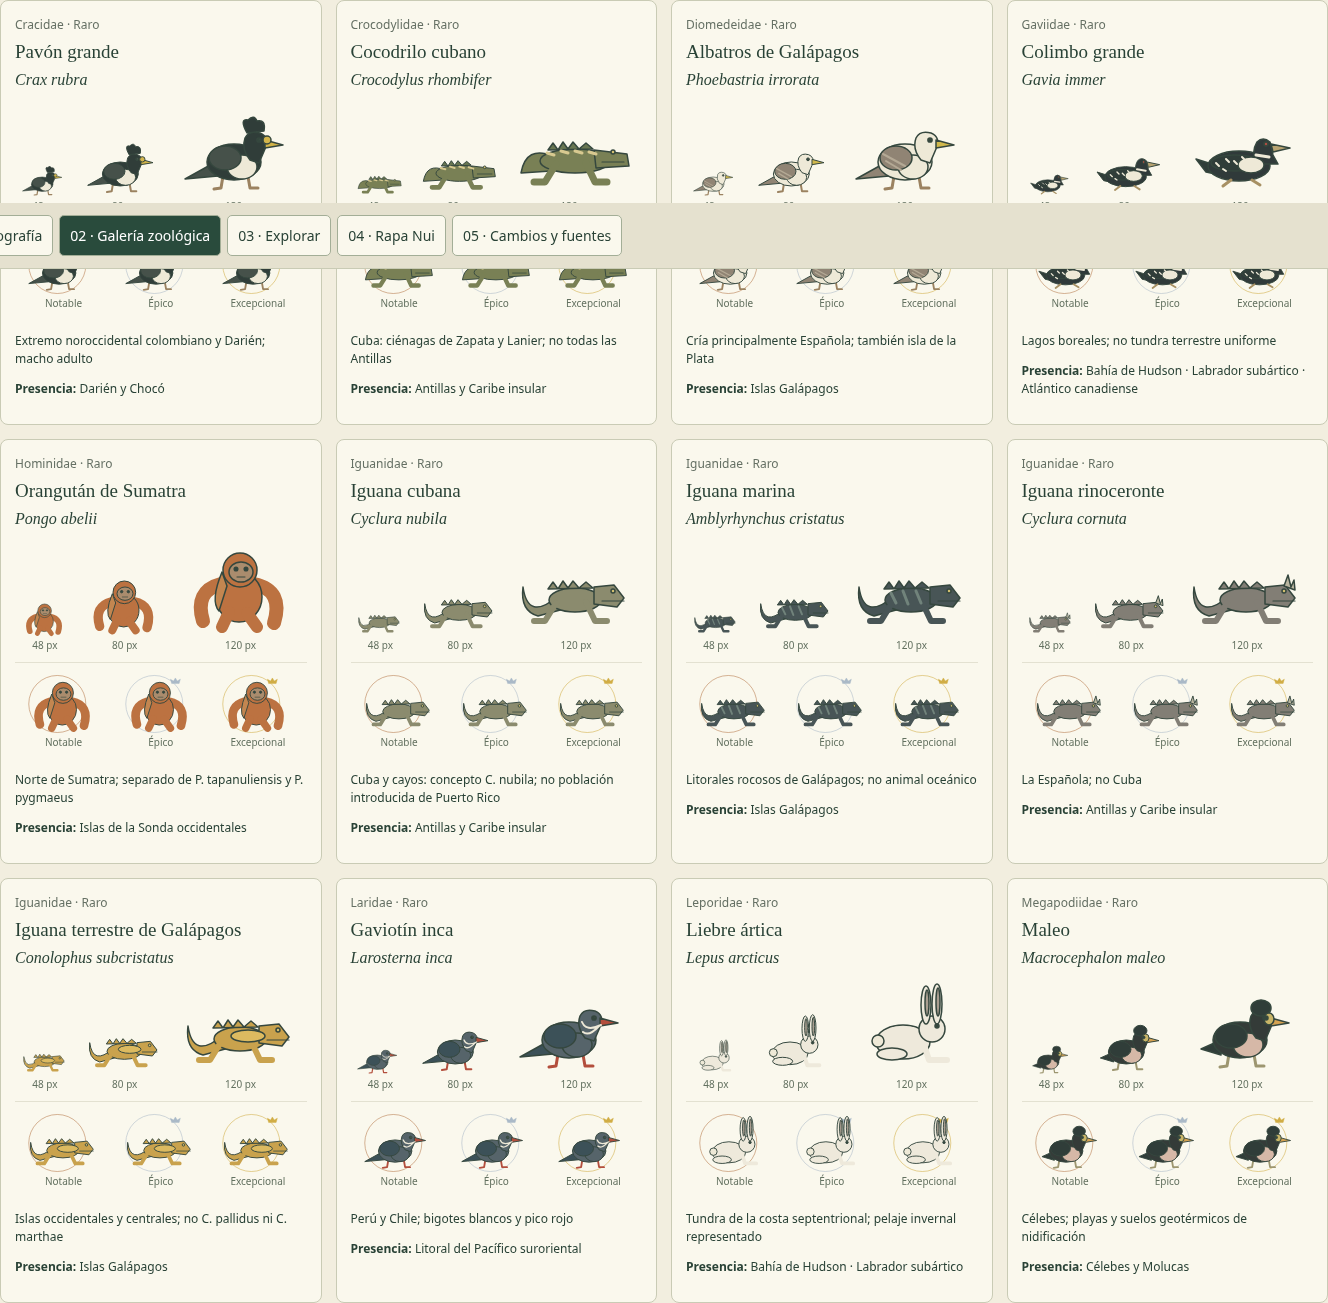 Cracidae · Raro
Pavón grande
Crax rubra
Crocodylidae · Raro
Cocodrilo cubano
Crocodylus rhombifer
Diomedeidae · Raro
Albatros de Galápagos
Phoebastria irrorata
Gaviidae · Raro
Colimbo grande
Gavia immer
ografía
02 · Galería zoológica
03 · Explorar
04 · Rapa Nui
05 · Cambios y fuentes
Notable Épico Excepcional
Extremo noroccidental colombiano y Darién;
macho adulto
Presencia: Darién y Chocó
Notable Épico Excepcional
Cuba: ciénagas de Zapata y Lanier; no todas las
Antillas
Presencia: Antillas y Caribe insular
Notable Épico Excepcional
Cría principalmente Española; también isla de la
Plata
Presencia: Islas Galápagos
Notable Épico Excepcional
Lagos boreales; no tundra terrestre uniforme
Presencia: Bahía de Hudson · Labrador subártico ·
Atlántico canadiense
Hominidae · Raro
Orangután de Sumatra
Pongo abelii
48 px 80 px 120 px
Notable Épico Excepcional
Norte de Sumatra; separado de P. tapanuliensis y P.
pygmaeus
Presencia: Islas de la Sonda occidentales
Iguanidae · Raro
Iguana cubana
Cyclura nubila
48 px 80 px 120 px
Notable Épico Excepcional
Cuba y cayos: concepto C. nubila; no población
introducida de Puerto Rico
Presencia: Antillas y Caribe insular
Iguanidae · Raro
Iguana marina
Amblyrhynchus cristatus
48 px 80 px 120 px
Notable Épico Excepcional
Litorales rocosos de Galápagos; no animal oceánico
Presencia: Islas Galápagos
Iguanidae · Raro
Iguana rinoceronte
Cyclura cornuta
48 px 80 px 120 px
Notable Épico Excepcional
La Española; no Cuba
Presencia: Antillas y Caribe insular
Iguanidae · Raro
Iguana terrestre de Galápagos
Conolophus subcristatus
48 px 80 px 120 px
Notable Épico Excepcional
Islas occidentales y centrales; no C. pallidus ni C.
marthae
Presencia: Islas Galápagos
Laridae · Raro
Gaviotín inca
Larosterna inca
48 px 80 px 120 px
Notable Épico Excepcional
Perú y Chile; bigotes blancos y pico rojo
Presencia: Litoral del Pacífico suroriental
Leporidae · Raro
Liebre ártica
Lepus arcticus
48 px 80 px 120 px
Notable Épico Excepcional
Tundra de la costa septentrional; pelaje invernal
representado
Presencia: Bahía de Hudson · Labrador subártico
Megapodiidae · Raro
Maleo
Macrocephalon maleo
48 px 80 px 120 px
Notable Épico Excepcional
Célebes; playas y suelos geotérmicos de
nidificación
Presencia: Célebes y Molucas